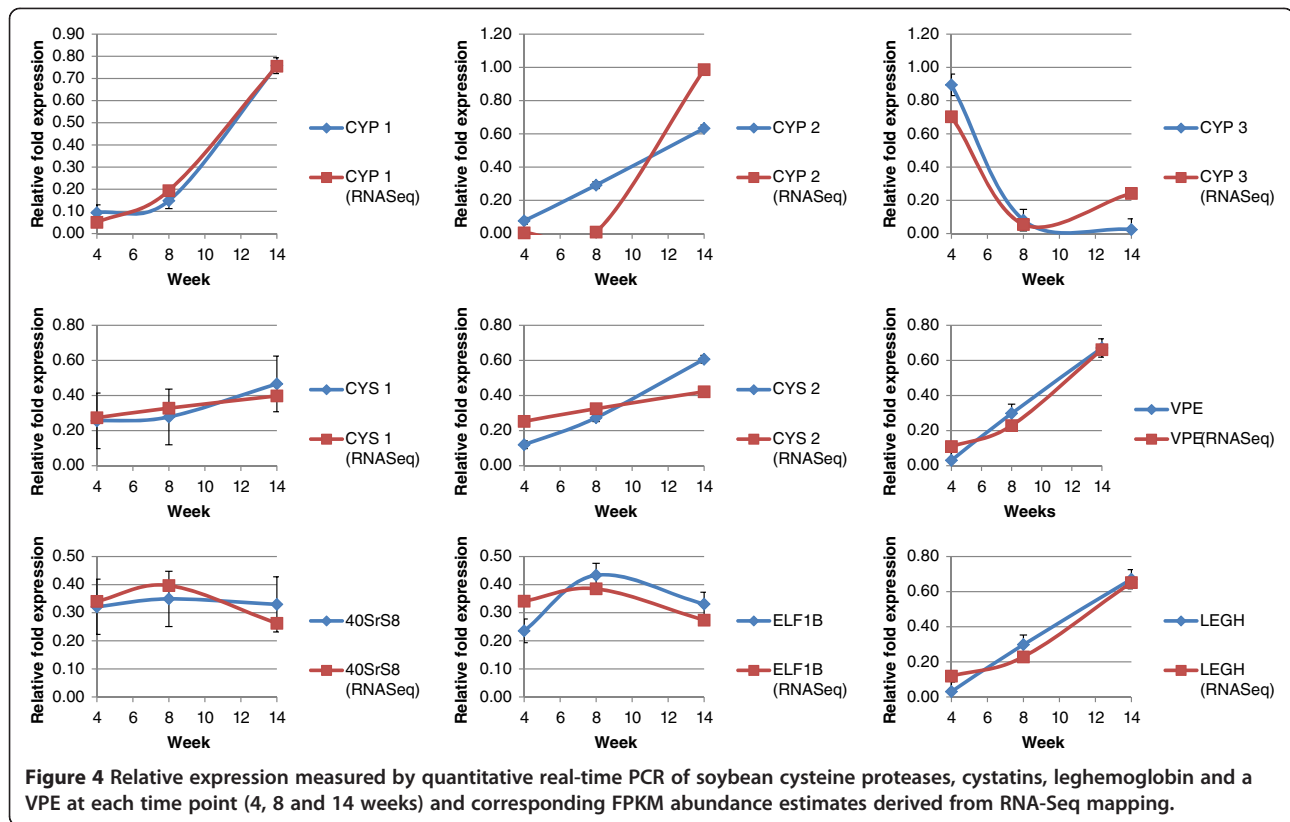 Relative fold expression
0.90
0.80
0.70
0.60
0.50
0.40
0.30
0.20
0.10
0.00
4 6 8 10 12 14
Week
CYP 1
CYP 1
(RNASeq)
Relative fold expression
1.20
1.00
0.80
0.60
0.40
0.20
0.00
4 6 8 10 12 14
Week
CYP 2
CYP 2
(RNASeq)
Relative fold expression
1.20
1.00
0.80
0.60
0.40
0.20
0.00
4 6 8 10 12 14
Week
CYP 3
CYP 3
(RNASeq)
Relative fold expression
0.80
0.60
0.40
0.20
0.00
4 6 8 10 12 14
Week
CYS 1
CYS 1
(RNASeq)
Relative fold expression
0.80
0.60
0.40
0.20
0.00
4 6 8 10 12 14
Week
CYS 2
CYS 2
(RNASeq)
Relative fold expression
0.80
0.60
0.40
0.20
0.00
4 6 8 10 12 14
Weeks
VPE
VPE(RNASeq)
Relative fold expression
0.50
0.40
0.30
0.20
0.10
0.00
4 6 8 10 12 14
Week
40SrS8
40SrS8
(RNASeq)
Relative fold expression
0.50
0.40
0.30
0.20
0.10
0.00
4 6 8 10 12 14
Week
ELF1B
ELF1B
(RNASeq)
Relative fold expression
0.80
0.60
0.40
0.20
0.00
4 6 8 10 12 14
Week
LEGH
LEGH
(RNASeq)
Figure 4 Relative expression measured by quantitative real-time PCR of soybean cysteine proteases, cystatins, leghemoglobin and a
VPE at each time point (4, 8 and 14 weeks) and corresponding FPKM abundance estimates derived from RNA-Seq mapping.